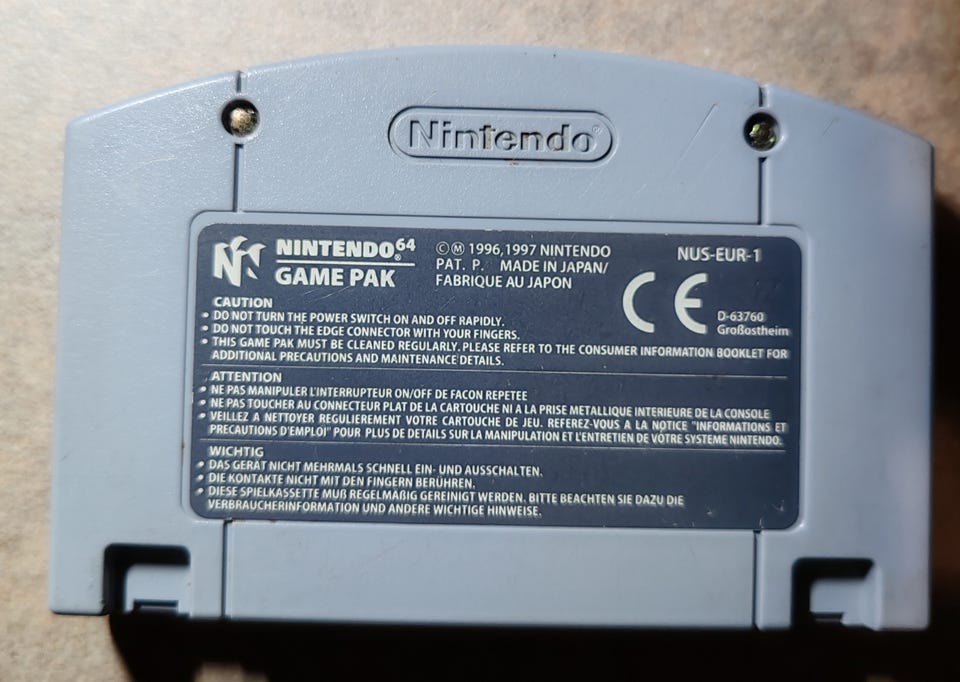 Nintendo®
NINTENDO64®
GAME PAK
©Ⓜ 1996,1997 NINTENDO
PAT. P. MADE IN JAPAN/
FABRIQUE AU JAPON
NUS-EUR-1
CE
D-63760
Großostheim
CAUTION
• DO NOT TURN THE POWER SWITCH ON AND OFF RAPIDLY.
• DO NOT TOUCH THE EDGE CONNECTOR WITH YOUR FINGERS.
• THIS GAME PAK MUST BE CLEANED REGULARLY. PLEASE REFER TO THE CONSUMER INFORMATION BOOKLET FOR
ADDITIONAL PRECAUTIONS AND MAINTENANCE DETAILS.
ATTENTION
• NE PAS MANIPULER L'INTERRUPTEUR ON/OFF DE FACON REPETEE
• NE PAS TOUCHER AU CONNECTEUR PLAT DE LA CARTOUCHE NI A LA PRISE METALLIQUE INTERIEURE DE LA CONSOLE
• VEILLEZ A NETTOYER REGULIEREMENT VOTRE CARTOUCHE DE JEU. REFEREZ-VOUS A LA NOTICE "INFORMATIONS ET
PRECAUTIONS D'EMPLOI" POUR PLUS DE DETAILS SUR LA MANIPULATION ET L'ENTRETIEN DE VOTRE SYSTEME NINTENDO.
WICHTIG
• DAS GERÄT NICHT MEHRMALS SCHNELL EIN- UND AUSSCHALTEN.
• DIE KONTAKTE NICHT MIT DEN FINGERN BERÜHREN.
• DIESE SPIELKASSETTE MUß REGELMÄßIG GEREINIGT WERDEN. BITTE BEACHTEN SIE DAZU DIE
VERBRAUCHERINFORMATION UND ANDERE WICHTIGE HINWEISE.